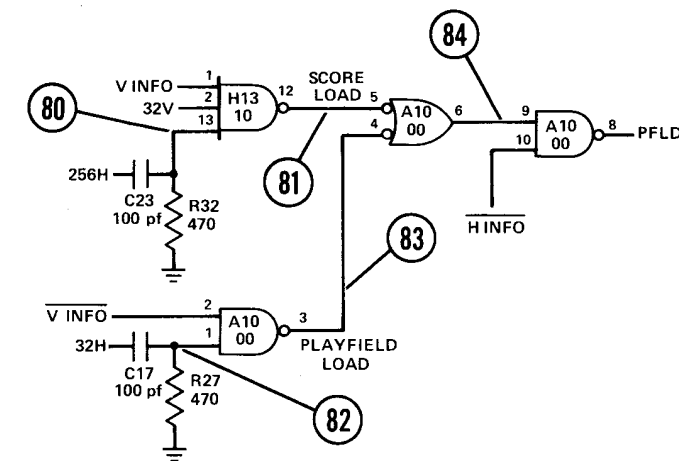 84
SCORE
LOAD
V INFO
1
H13
10
12
32V
2
13
80
5
4
A10
00
6
9
10
A10
00
8
PFLD
81
256H
C23
100 pf
R32
470
H INFO
83
V INFO
2
A10
00
3
32H
1
PLAYFIELD
LOAD
C17
100 pf
R27
470
82